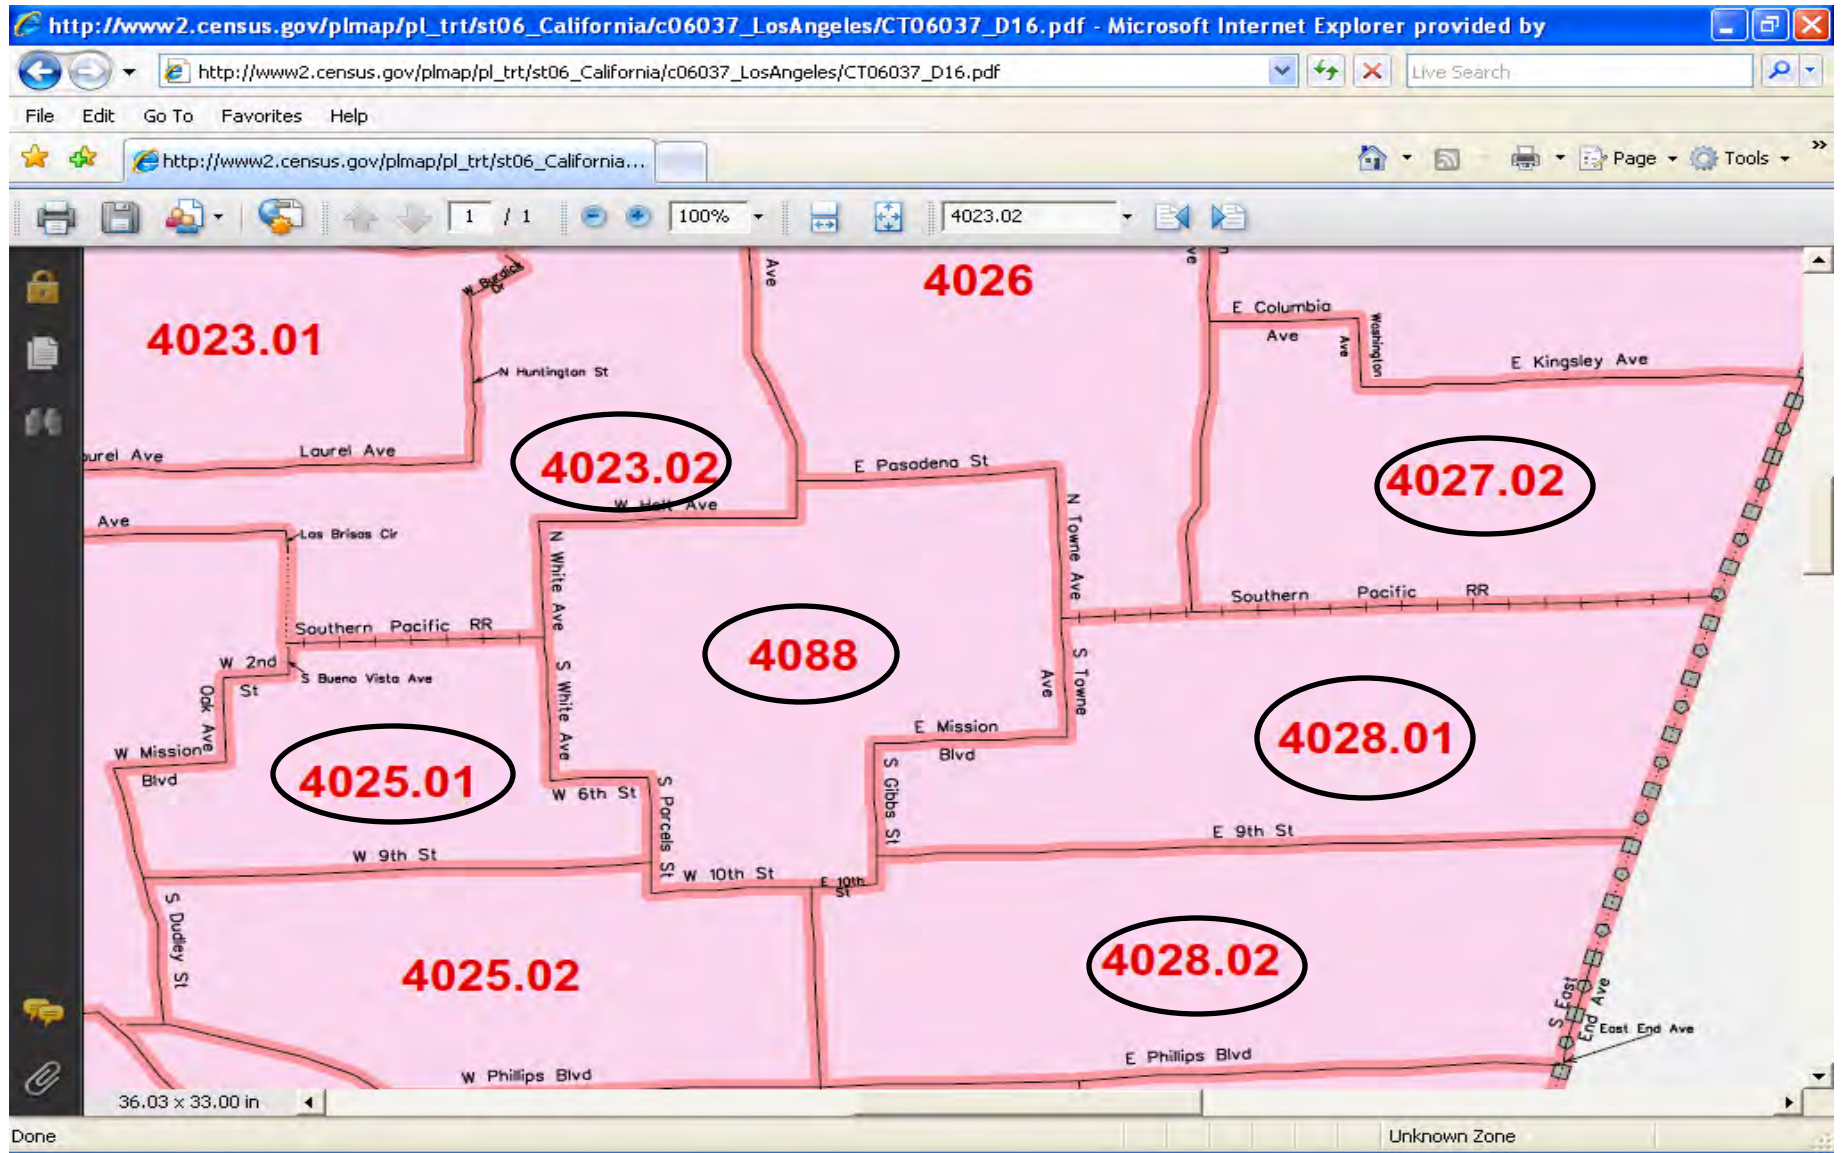 http://www2.census.gov/plmap/pl_trt/st06_California/c06037_LosAngeles/CT06037_D16.pdf - Microsoft Internet Explorer provided by
http://www2.census.gov/plmap/pl_trt/st06_California/c06037_LosAngeles/CT06037_D16.pdf
Live Search
File Edit Go To Favorites Help
http://www2.census.gov/plmap/pl_trt/st06_California...
Page Tools »
1 / 1 100% 4023.02
W Burdick Dr
Ave
4026
Ave
E Columbia Ave
Washington Ave
4023.01
N Huntington St
E Kingsley Ave
urel Ave
Laurel Ave
4023.02
E Pasadena St
4027.02
W Holt Ave
Ave
Las Brisas Cir
N White Ave
N Towne Ave
Southern Pacific RR
Southern Pacific RR
4088
W 2nd St
S Buena Vista Ave
Oak Ave
S White Ave
Ave
S Towne
W Mission Blvd
4025.01
W 6th St
E Mission Blvd
4028.01
S Parcels St
S Gibbs St
E 9th St
W 9th St
W 10th St
E 10th St
S Dudley St
4025.02
4028.02
S East End Ave
East End Ave
E Phillips Blvd
W Phillips Blvd
36.03 x 33.00 in
Done
Unknown Zone